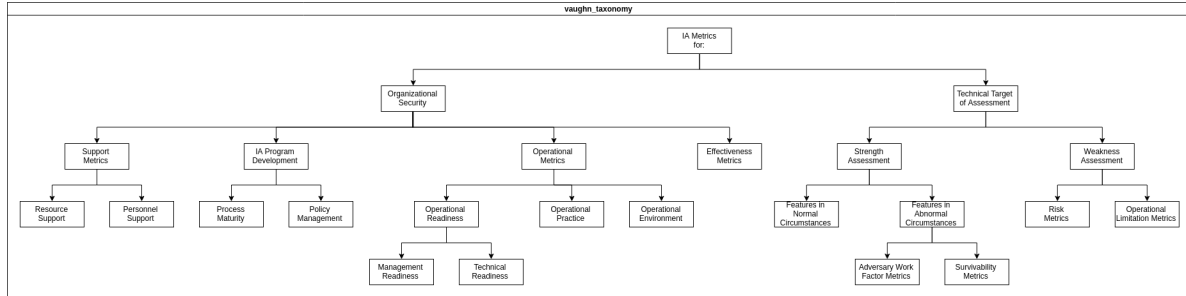 vaughn_taxonomy
IA Metrics
for:
Organizational
Security
Technical Target
of Assessment
Support
Metrics
IA Program
Development
Operational
Metrics
Effectiveness
Metrics
Strength
Assessment
Weakness
Assessment
Resource
Support
Personnel
Support
Process
Maturity
Policy
Management
Operational
Readiness
Operational
Practice
Operational
Environment
Features in
Normal
Circumstances
Features in
Abnormal
Circumstances
Risk
Metrics
Operational
Limitation Metrics
Management
Readiness
Technical
Readiness
Adversary Work
Factor Metrics
Survivability
Metrics